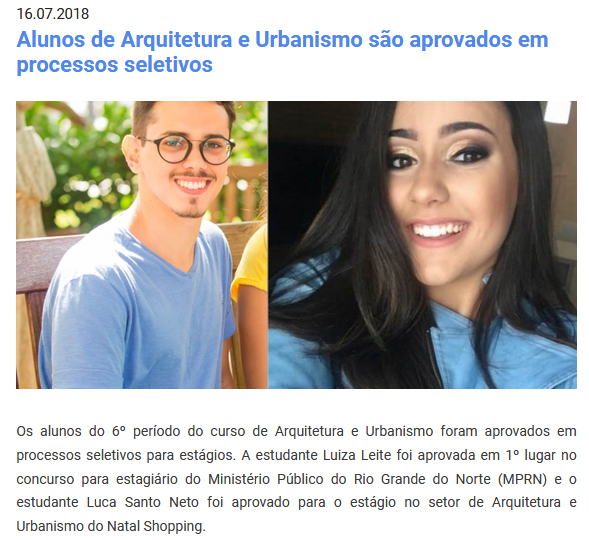 16.07.2018
Alunos de Arquitetura e Urbanismo são aprovados em
processos seletivos
Os alunos do 6º período do curso de Arquitetura e Urbanismo foram aprovados em
processos seletivos para estágios. A estudante Luiza Leite foi aprovada em 1º lugar no
concurso para estagiário do Ministério Público do Rio Grande do Norte (MPRN) e o
estudante Luca Santo Neto foi aprovado para o estágio no setor de Arquitetura e
Urbanismo do Natal Shopping.